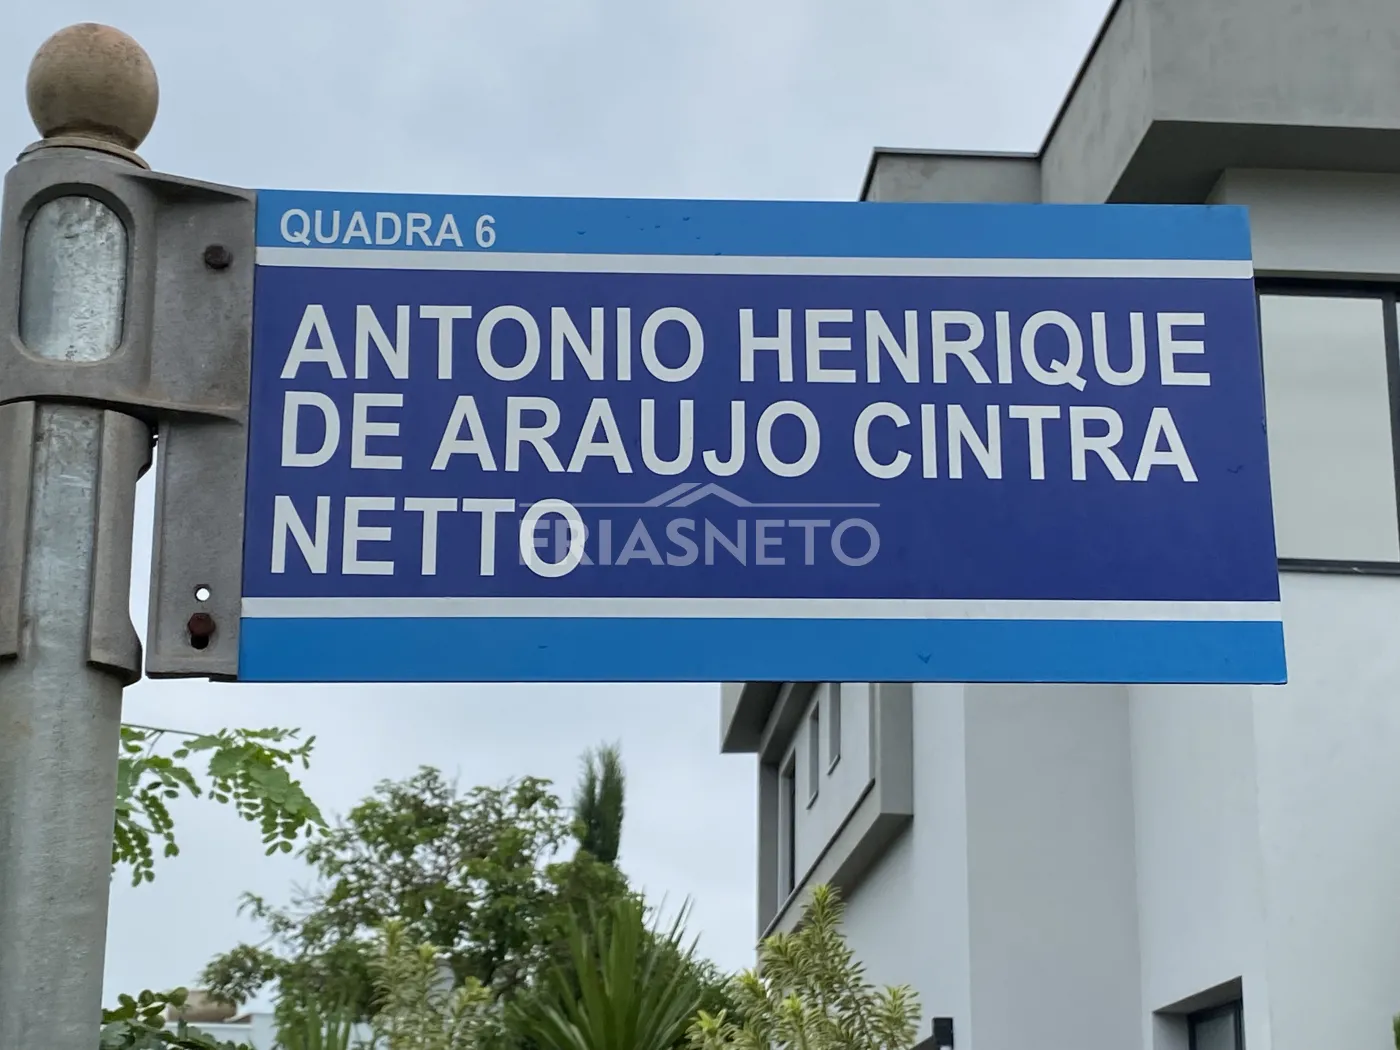 QUADRA 6
ANTONIO HENRIQUE
DE ARAUJO CINTRA
NETTO
FRIASNETO